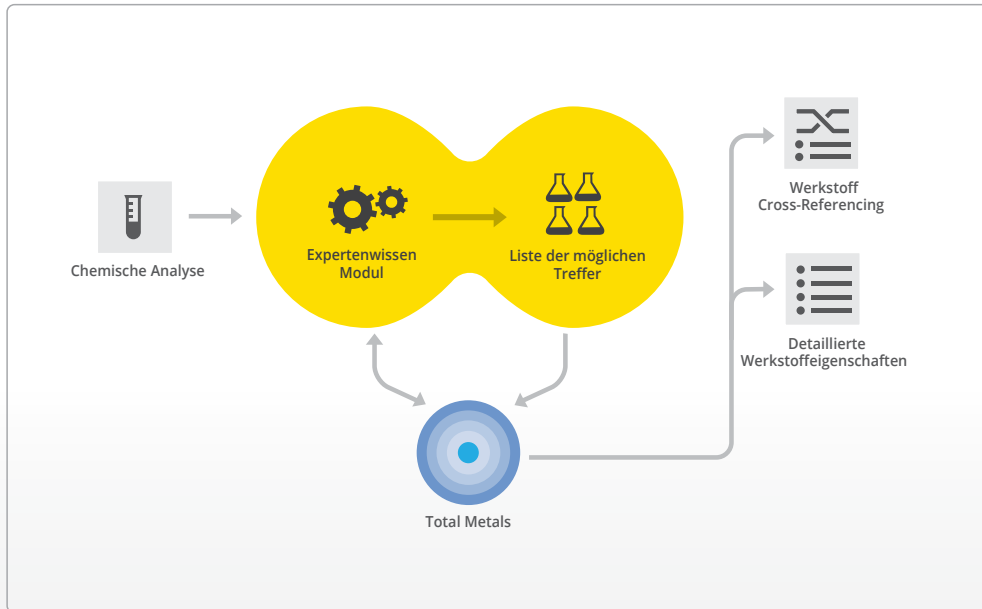 Chemische Analyse
Expertenwissen
Modul
Liste der möglichen
Treffer
Werkstoff
Cross-Referencing
Detaillierte
Werkstoffeigenschaften
Total Metals